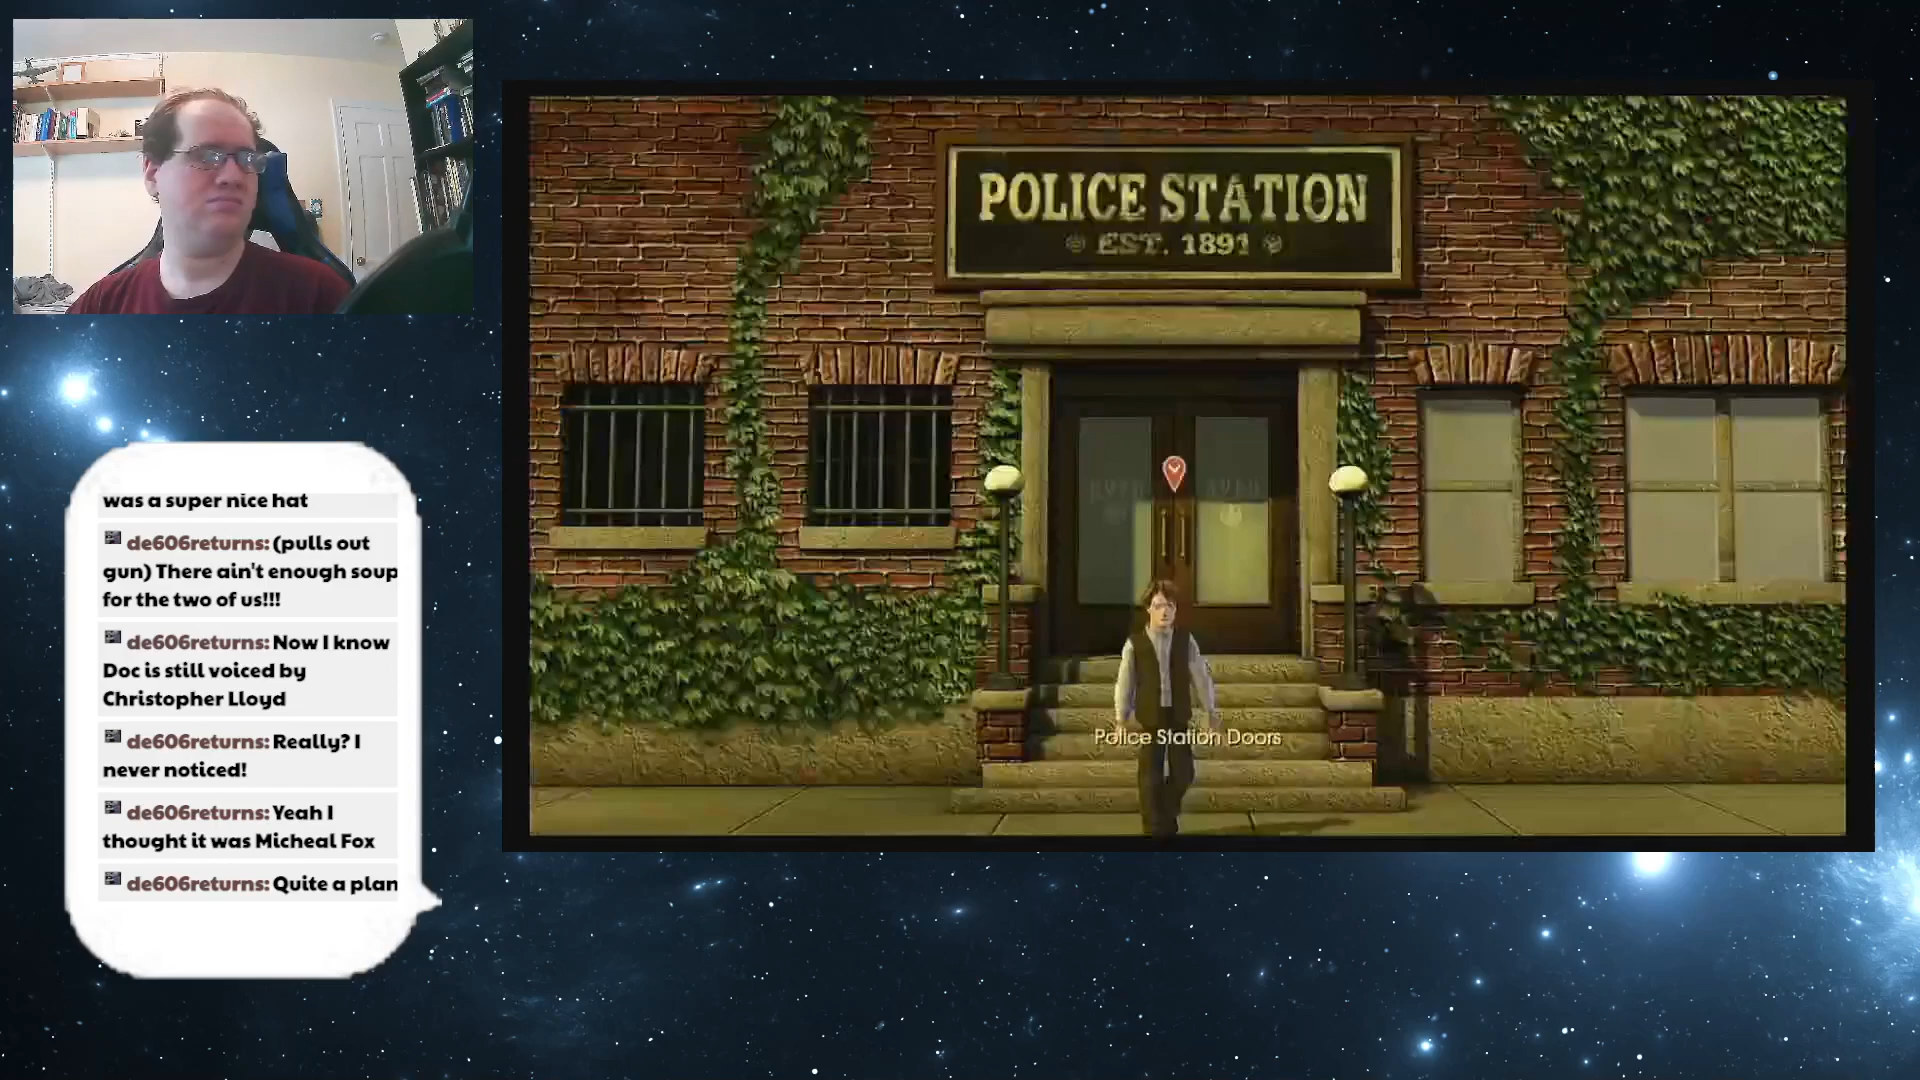 was a super nice hat
de606returns: (pulls out
gun) There ain't enough soup
for the two of us!!!
de606returns: Now I know
Doc is still voiced by
Christopher Lloyd
de606returns: Really? I
never noticed!
de606returns: Yeah I
thought it was Micheal Fox
de606returns: Quite a plan
POLICE STATION
EST. 1891
Police Station Doors